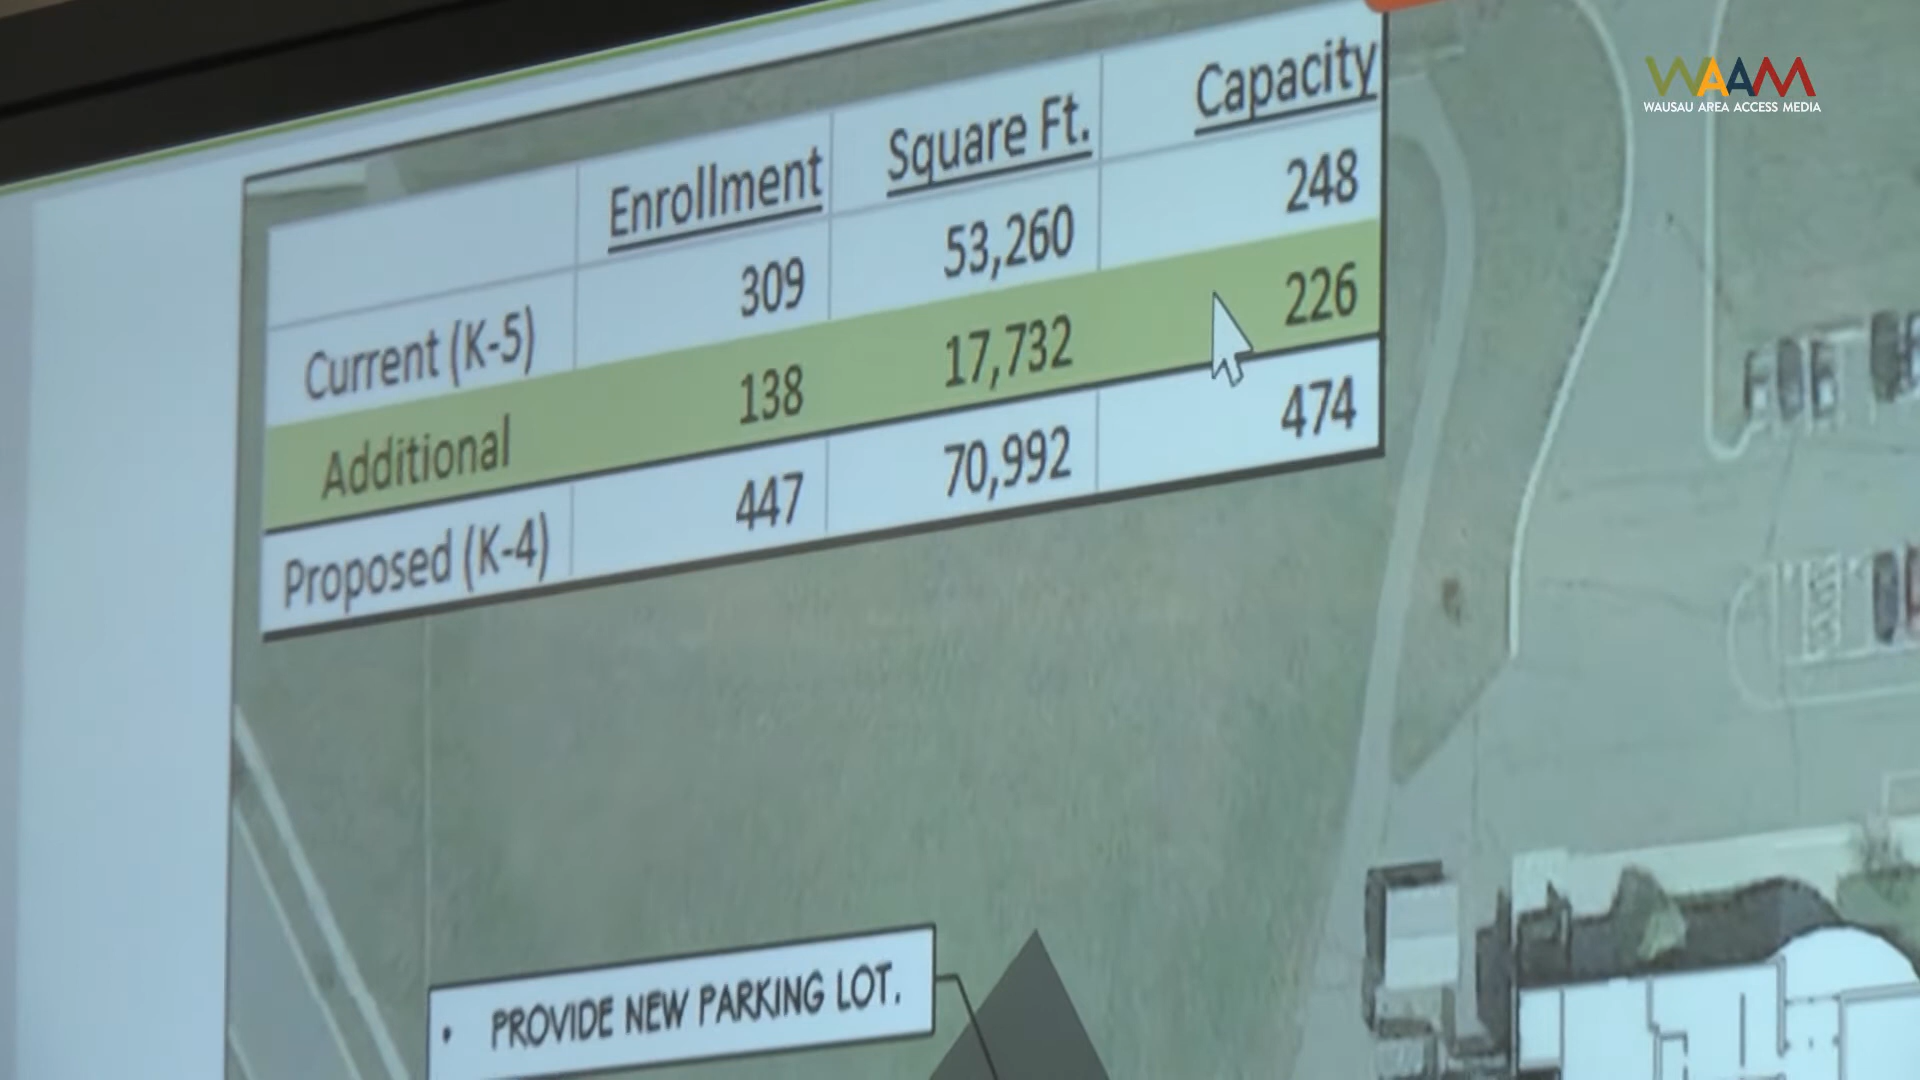 WAAM
WAUSAU AREA ACCESS MEDIA
Enrollment Square Ft. Capacity
Current (K-5) 309 53,260 248
Additional 138 17,732 226
Proposed (K-4) 447 70,992 474
• PROVIDE NEW PARKING LOT.